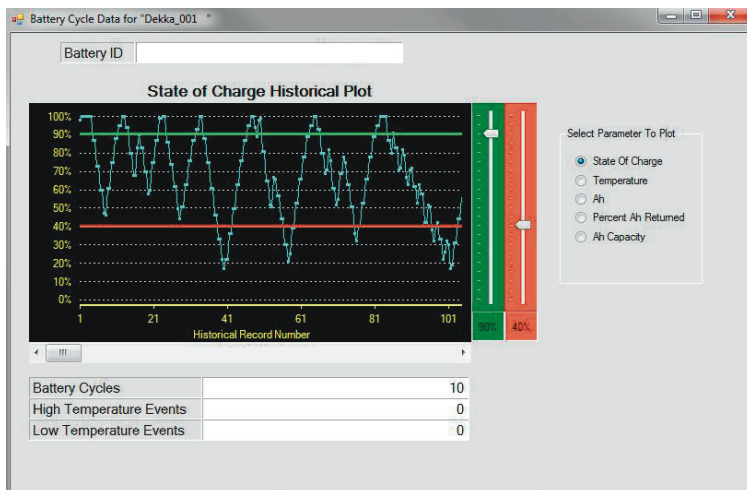 Battery Cycle Data for "Dekka_001 "
Battery ID
State of Charge Historical Plot
100%
90%
80%
70%
60%
50%
40%
30%
20%
10%
0%
1 21 41 61 81 101
Historical Record Number
90% 40%
Select Parameter To Plot
State Of Charge
Temperature
Ah
Percent Ah Returned
Ah Capacity
Battery Cycles 10
High Temperature Events 0
Low Temperature Events 0